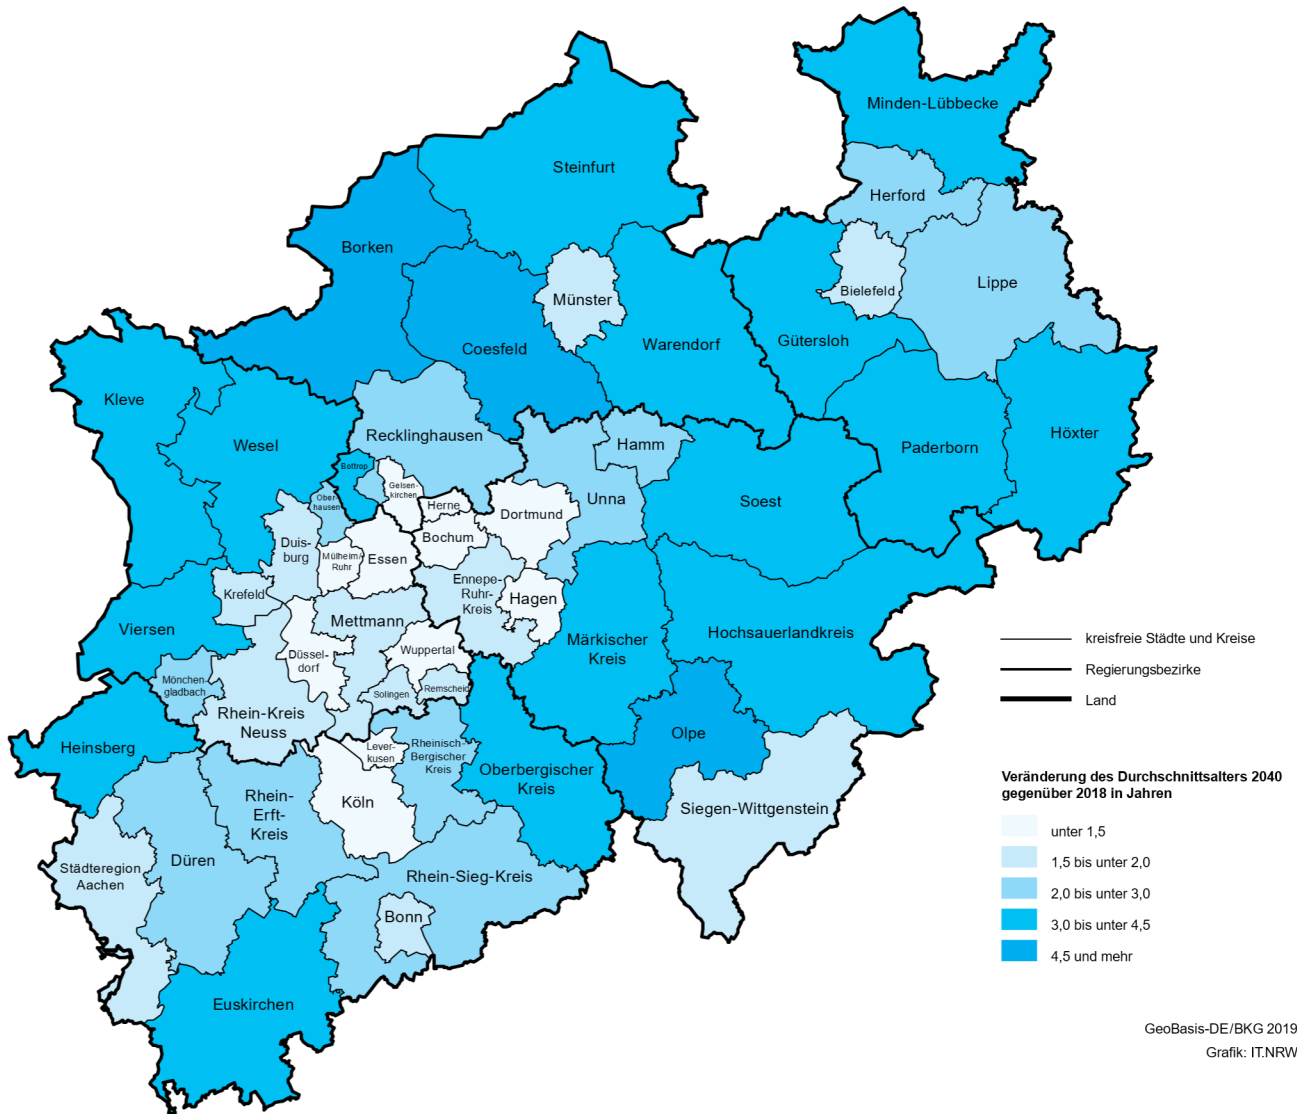 Minden-Lübbecke
Steinfurt
Herford
Borken
Lippe
Bielefeld
Münster
Gütersloh
Warendorf
Coesfeld
Kleve
Höxter
Recklinghausen
Hamm
Wesel
Paderborn
Bottrop
Gelsen-
kirchen
Ober-
hausen
Unna
Soest
Herne
Dortmund
Bochum
Duis-
burg
Mülheim/
Ruhr
Essen
Ennepe-
Ruhr-
Kreis
Krefeld
Hagen
Mettmann
Viersen
Hochsauerlandkreis
Märkischer
Kreis
Düssel-
dorf
Wuppertal
Mönchen-
gladbach
Solingen
Remscheid
Rhein-Kreis
Neuss
Olpe
Heinsberg
Lever-
kusen
Rheinisch-
Bergischer
Kreis
Oberbergischer
Kreis
Rhein-
Erft-
Kreis
Köln
Siegen-Wittgenstein
Düren
Städteregion
Aachen
Rhein-Sieg-Kreis
Bonn
Euskirchen
kreisfreie Städte und Kreise
Regierungsbezirke
Land
Veränderung des Durchschnittsalters 2040
gegenüber 2018 in Jahren
unter 1,5
1,5 bis unter 2,0
2,0 bis unter 3,0
3,0 bis unter 4,5
4,5 und mehr
GeoBasis-DE/BKG 2019
Grafik: IT.NRW